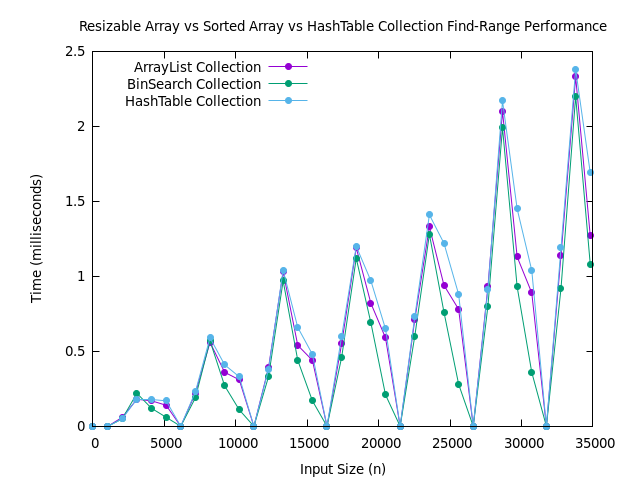 Resizable Array vs Sorted Array vs HashTable Collection Find-Range Performance
2.5
2
1.5
1
0.5
0
Time (milliseconds)
ArrayList Collection
BinSearch Collection
HashTable Collection
0 5000 10000 15000 20000 25000 30000 35000
Input Size (n)